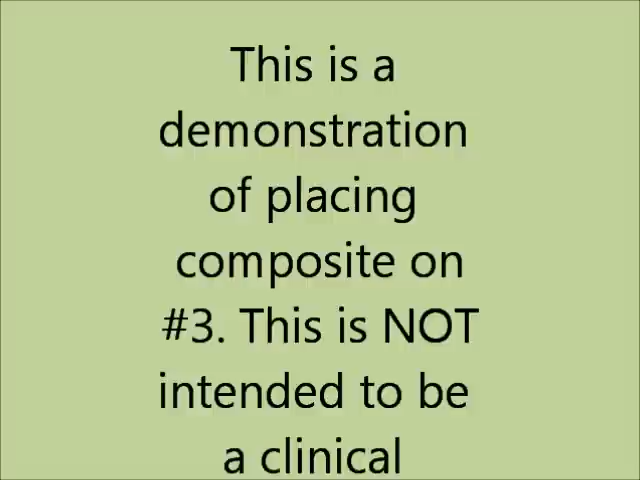 This is a
demonstration
of placing
composite on
#3. This is NOT
intended to be
a clinical